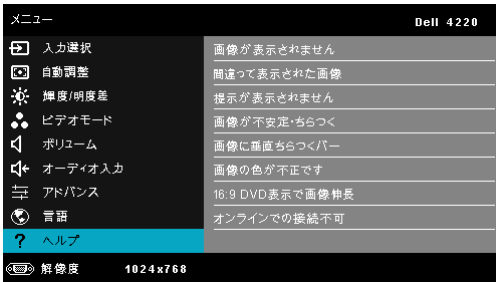 メニュー
Dell 4220
入力選択
自動調整
輝度/明度差
ビデオモード
ボリューム
オーディオ入力
アドバンス
言語
? ヘルプ
画像が表示されません
間違って表示された画像
提示が表示されません
画像が不安定・ちらつく
画像に垂直ちらつくバー
画像の色が不正です
16:9 DVD表示で画像伸長
オンラインでの接続不可
解像度 1024x768